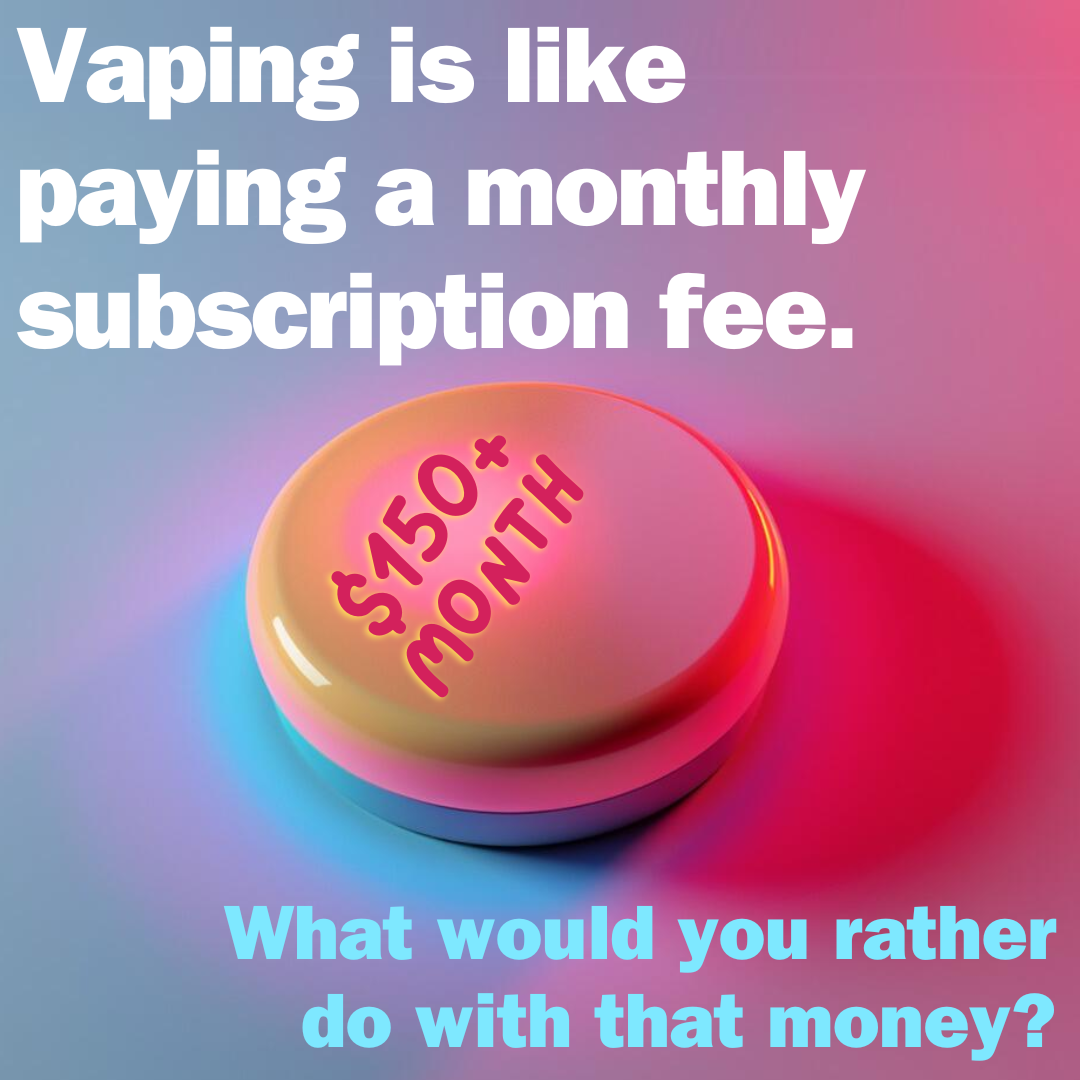 Vaping is like
paying a monthly
subscription fee.
$150+
MONTH
What would you rather
do with that money?